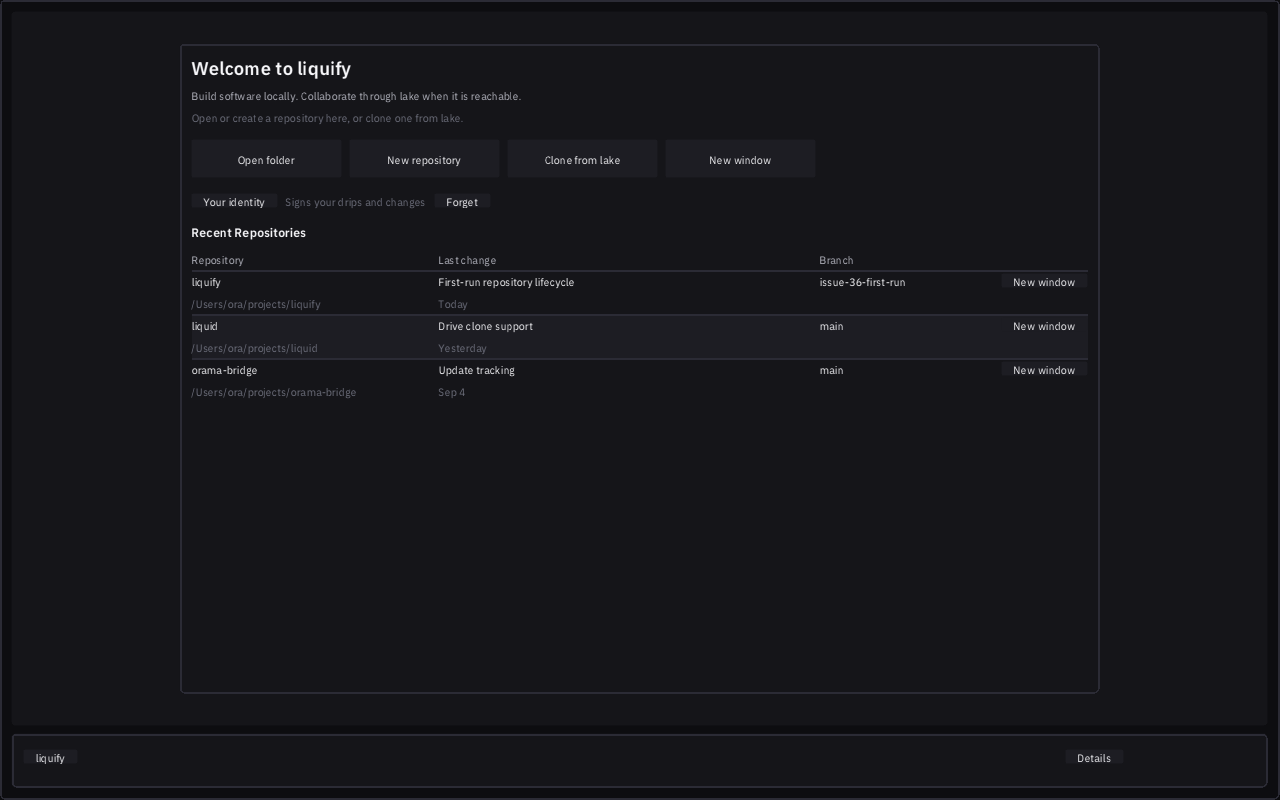 Welcome to liquify
Build software locally. Collaborate through lake when it is reachable.
Open or create a repository here, or clone one from lake.
Open folder New repository Clone from lake New window
Your identity Signs your drips and changes Forget
Recent Repositories
Repository Last change Branch
liquify First-run repository lifecycle issue-36-first-run New window
/Users/ora/projects/liquify Today
liquid Drive clone support main New window
/Users/ora/projects/liquid Yesterday
orama-bridge Update tracking main New window
/Users/ora/projects/orama-bridge Sep 4
liquify Details